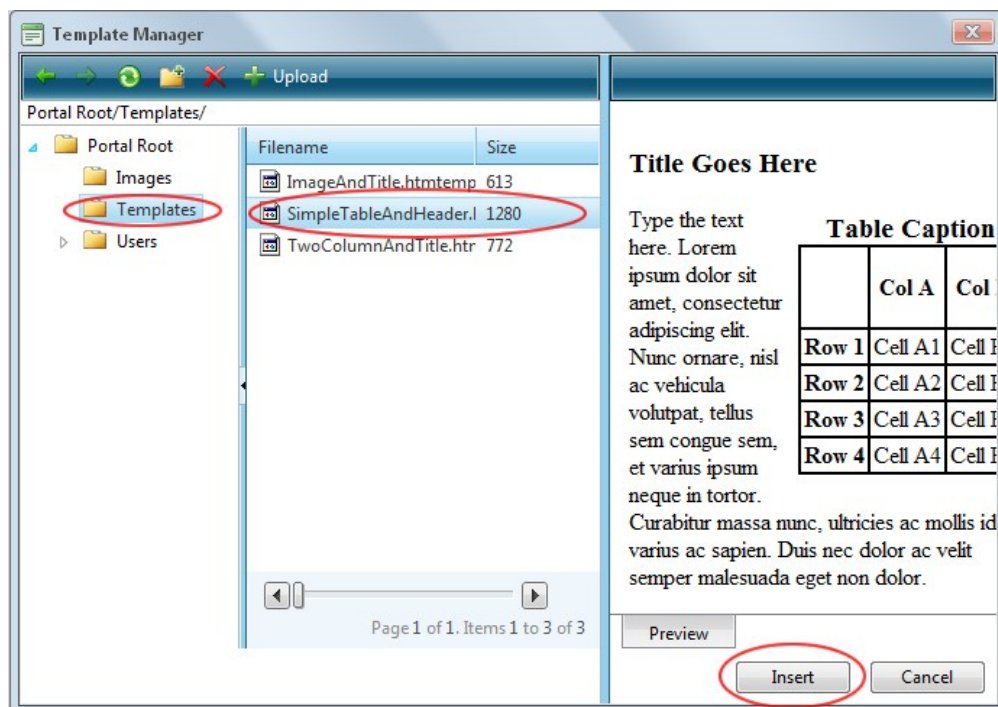 Template Manager
Upload
Portal Root/Templates/
Portal Root
Images
Templates
Users
Filename Size
ImageAndTitle.htmtemp 613
SimpleTableAndHeader.l 1280
TwoColumnAndTitle.htr 772
Page 1 of 1. Items 1 to 3 of 3
Title Goes Here
Type the text
here. Lorem
ipsum dolor sit
amet, consectetur
adipiscing elit.
Nunc ornare, nisl
ac vehicula
volutpat, tellus
sem congue sem,
et varius ipsum
neque in tortor.
Curabitur massa nunc, ultricies ac mollis id
varius ac sapien. Duis nec dolor ac velit
semper malesuada eget non dolor.
Table Caption
Col A Col
Row 1 Cell A1 Cell
Row 2 Cell A2 Cell
Row 3 Cell A3 Cell
Row 4 Cell A4 Cell
Preview
Insert Cancel